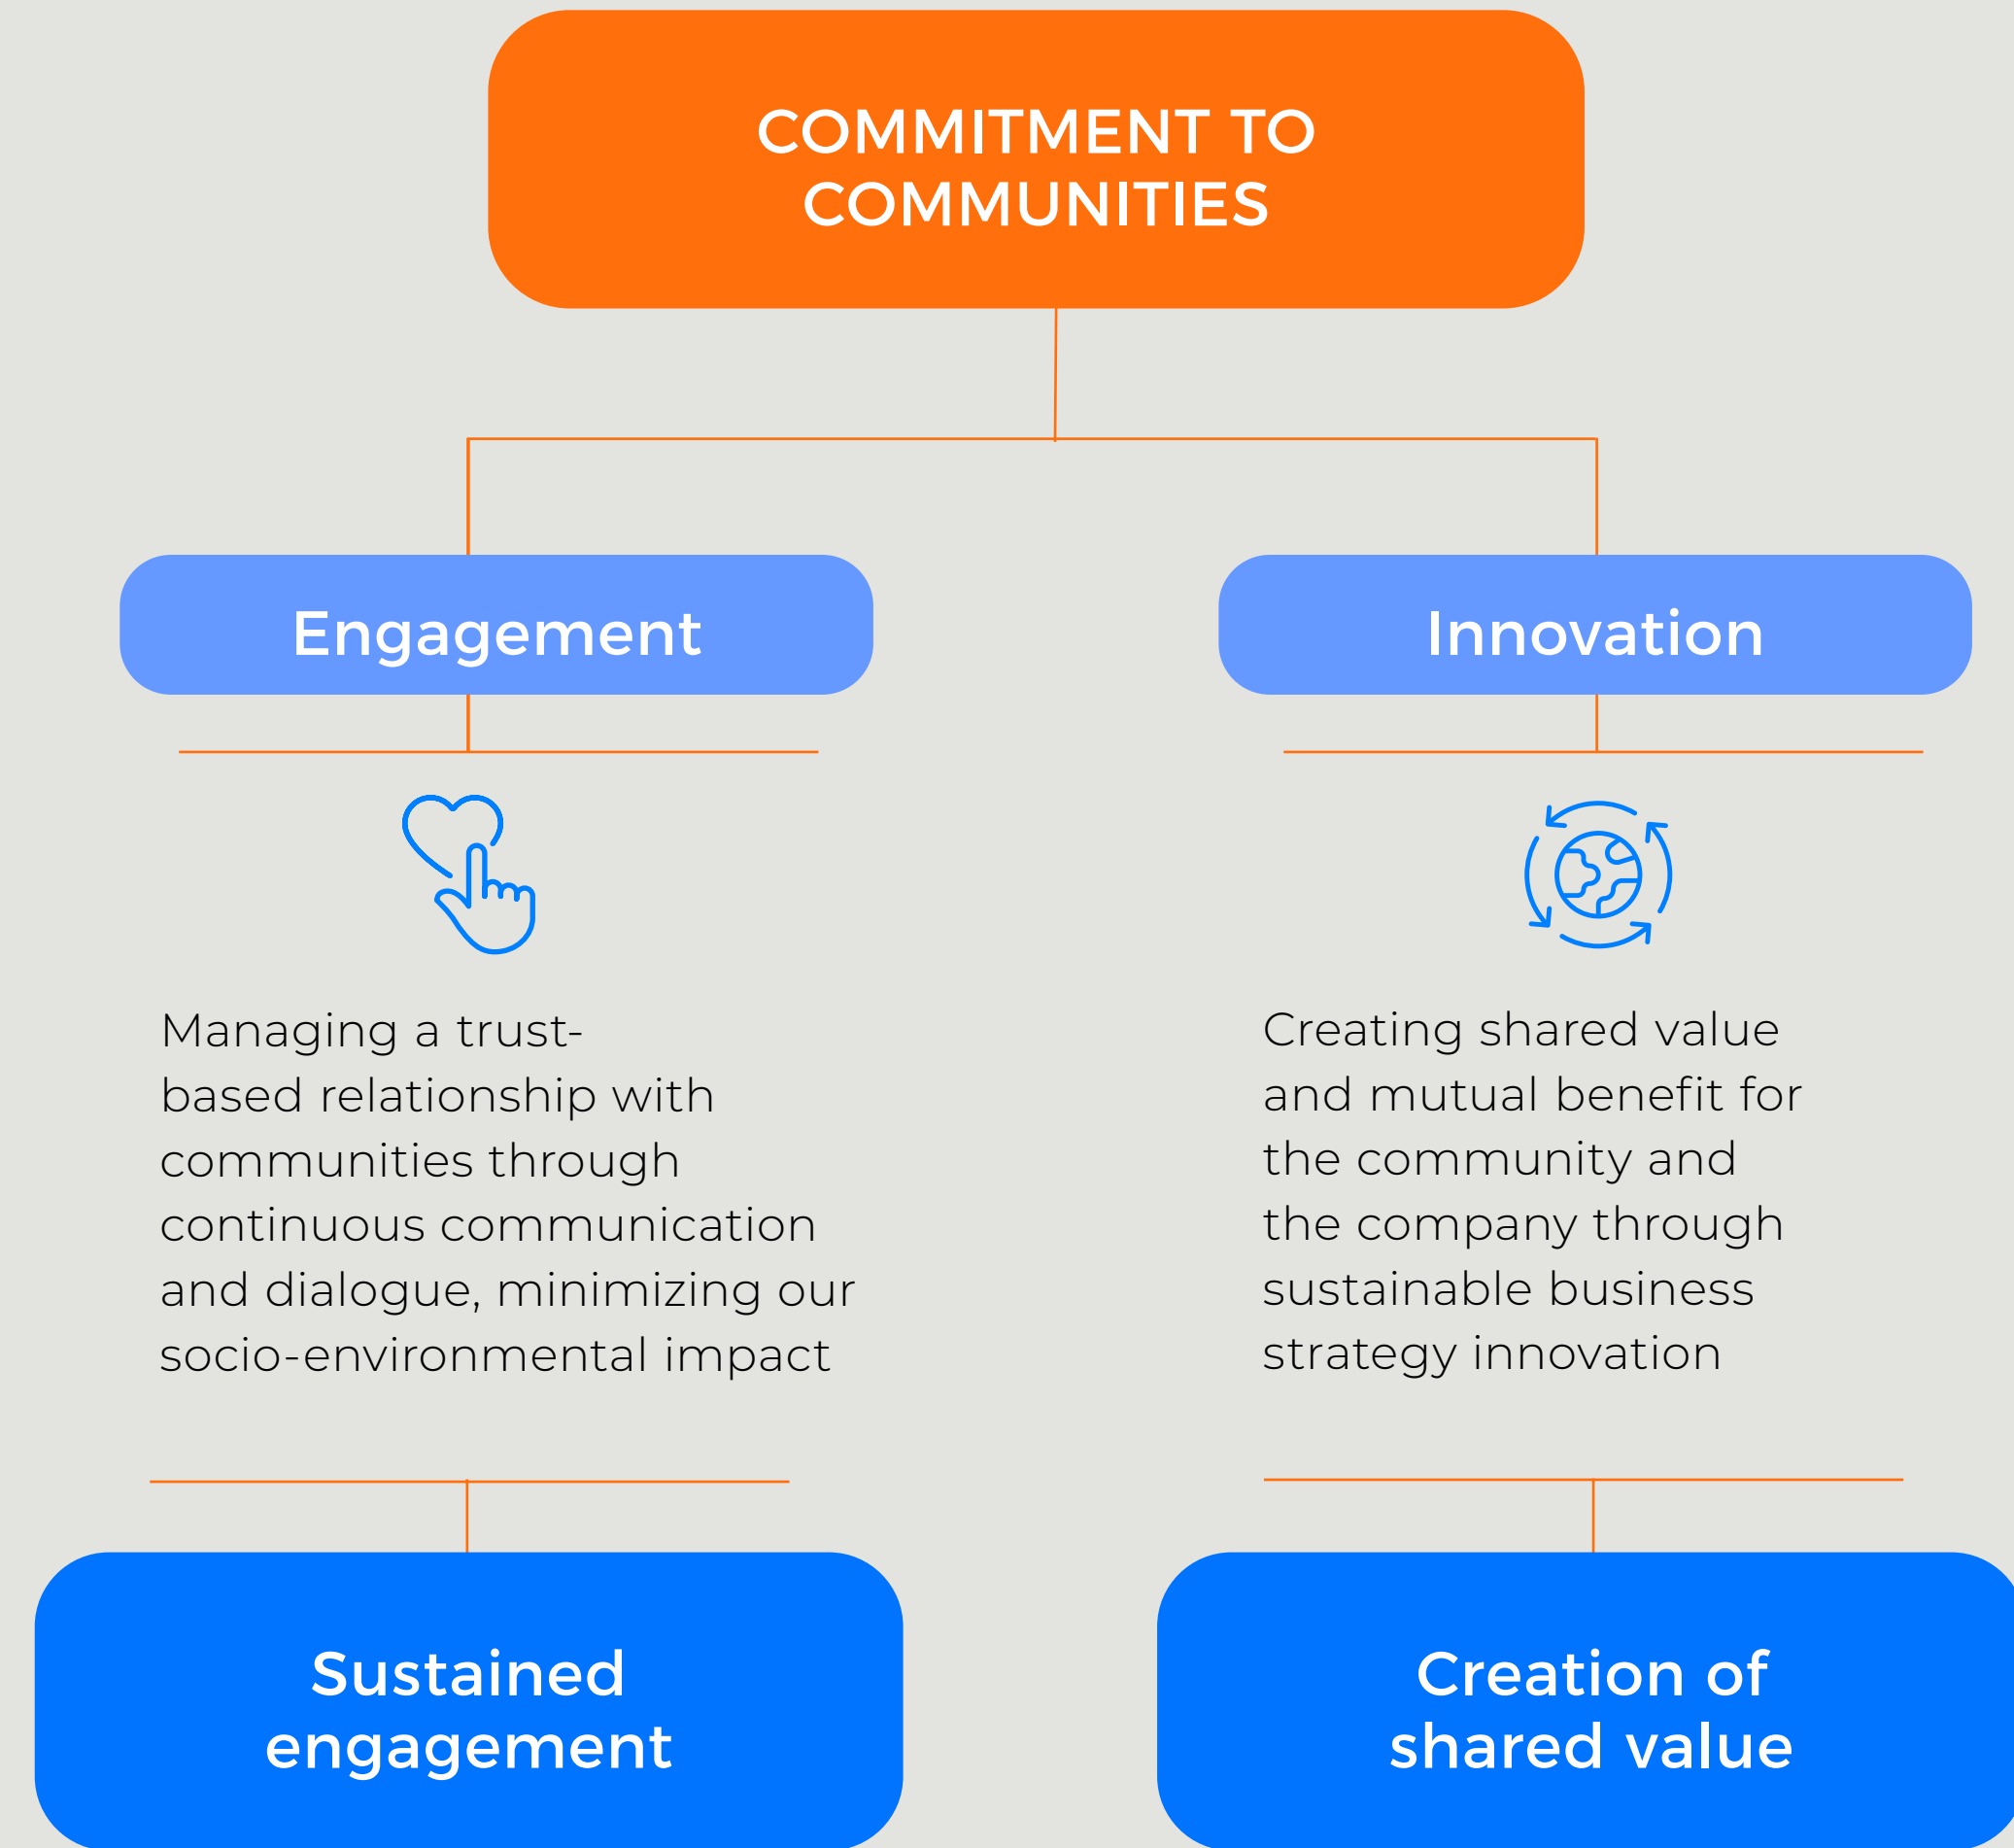 COMMITMENT TO
COMMUNITIES
Engagement
Managing a trust-
based relationship with
communities through
continuous communication
and dialogue, minimizing our
socio-environmental impact
Sustained
engagement
Innovation
Creating shared value
and mutual benefit for
the community and
the company through
sustainable business
strategy innovation
Creation of
shared value